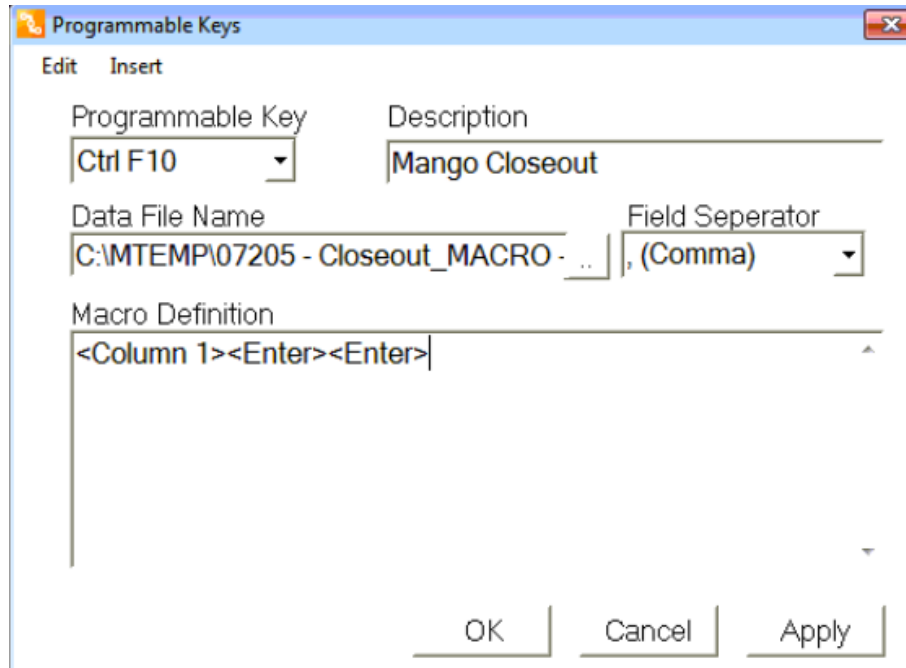 Programmable Keys
Edit Insert
Programmable Key Description
Ctrl F10 Mango Closeout
Data File Name Field Seperator
C:\MTEMP\07205 - Closeout_MACRO - .. , (Comma)
Macro Definition
<Column 1><Enter><Enter>
OK Cancel Apply